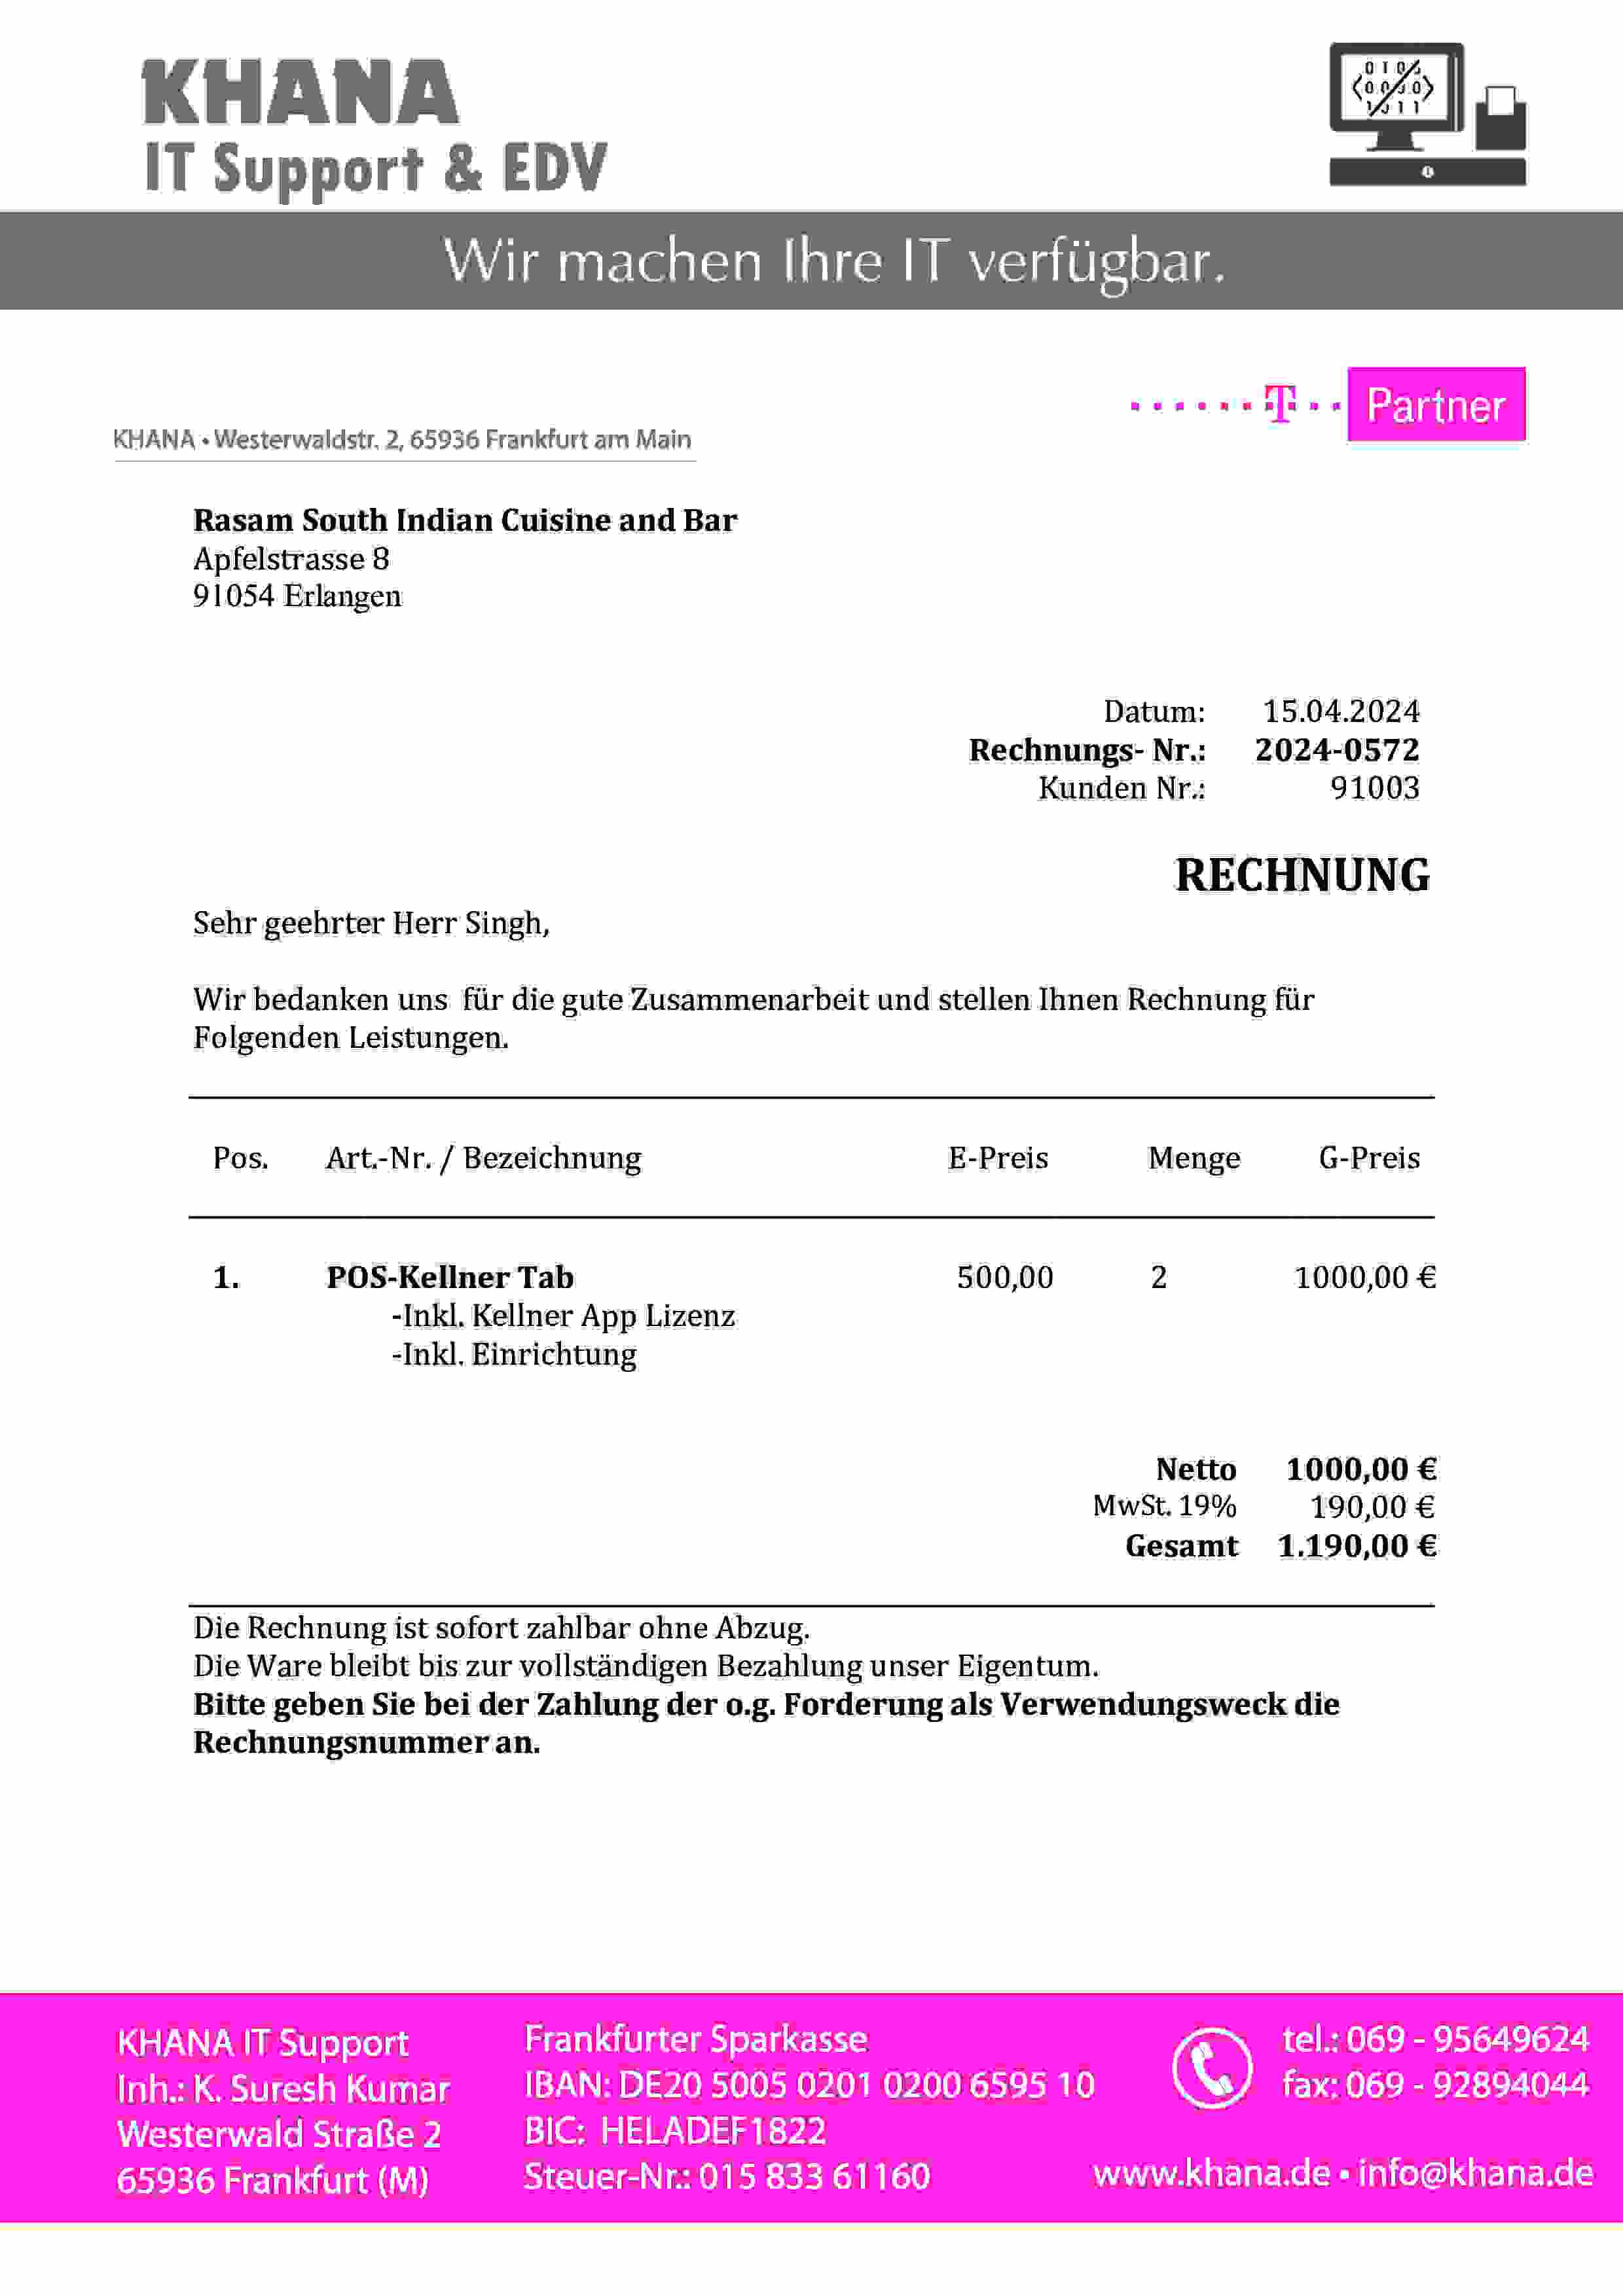 KHANA
IT Support & EDV
Wir machen Ihre IT verfügbar.
T Partner
KHANA • Westerwaldstr. 2, 65936 Frankfurt am Main
Rasam South Indian Cuisine and Bar
Apfelstrasse 8
91054 Erlangen
Datum: 15.04.2024
Rechnungs- Nr.: 2024-0572
Kunden Nr.: 91003
RECHNUNG
Sehr geehrter Herr Singh,
Wir bedanken uns für die gute Zusammenarbeit und stellen Ihnen Rechnung für
Folgenden Leistungen.
Pos. Art.-Nr. / Bezeichnung E-Preis Menge G-Preis
1. POS-Kellner Tab 500,00 2 1000,00 €
-Inkl. Kellner App Lizenz
-Inkl. Einrichtung
Netto 1000,00 €
MwSt. 19% 190,00 €
Gesamt 1.190,00 €
Die Rechnung ist sofort zahlbar ohne Abzug.
Die Ware bleibt bis zur vollständigen Bezahlung unser Eigentum.
Bitte geben Sie bei der Zahlung der o.g. Forderung als Verwendungsweck die
Rechnungsnummer an.
KHANA IT Support
Inh.: K. Suresh Kumar
Westerwald Straße 2
65936 Frankfurt (M)
Frankfurter Sparkasse
IBAN: DE20 5005 0201 0200 6595 10
BIC: HELADEF1822
Steuer-Nr.: 015 833 61160
tel.: 069 - 95649624
fax: 069 - 92894044
www.khana.de • info@khana.de